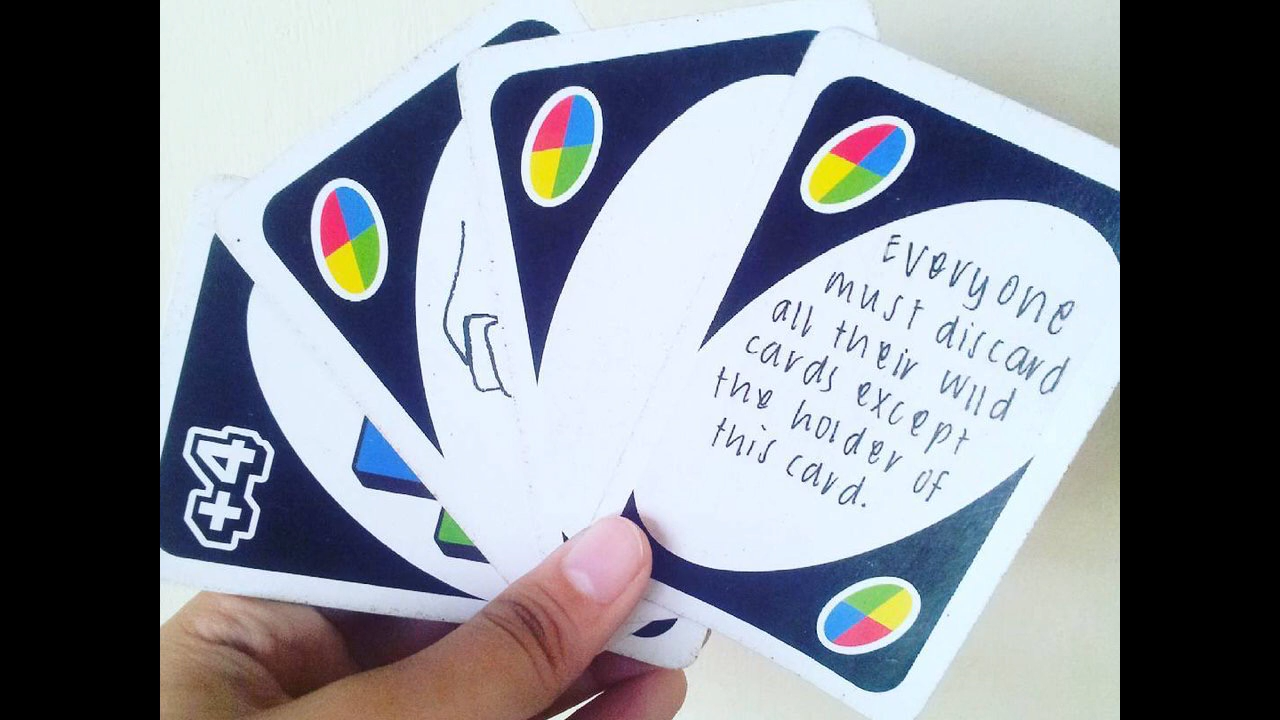 +4
Everyone
must discard
all their wild
cards except
the holder of
this card.